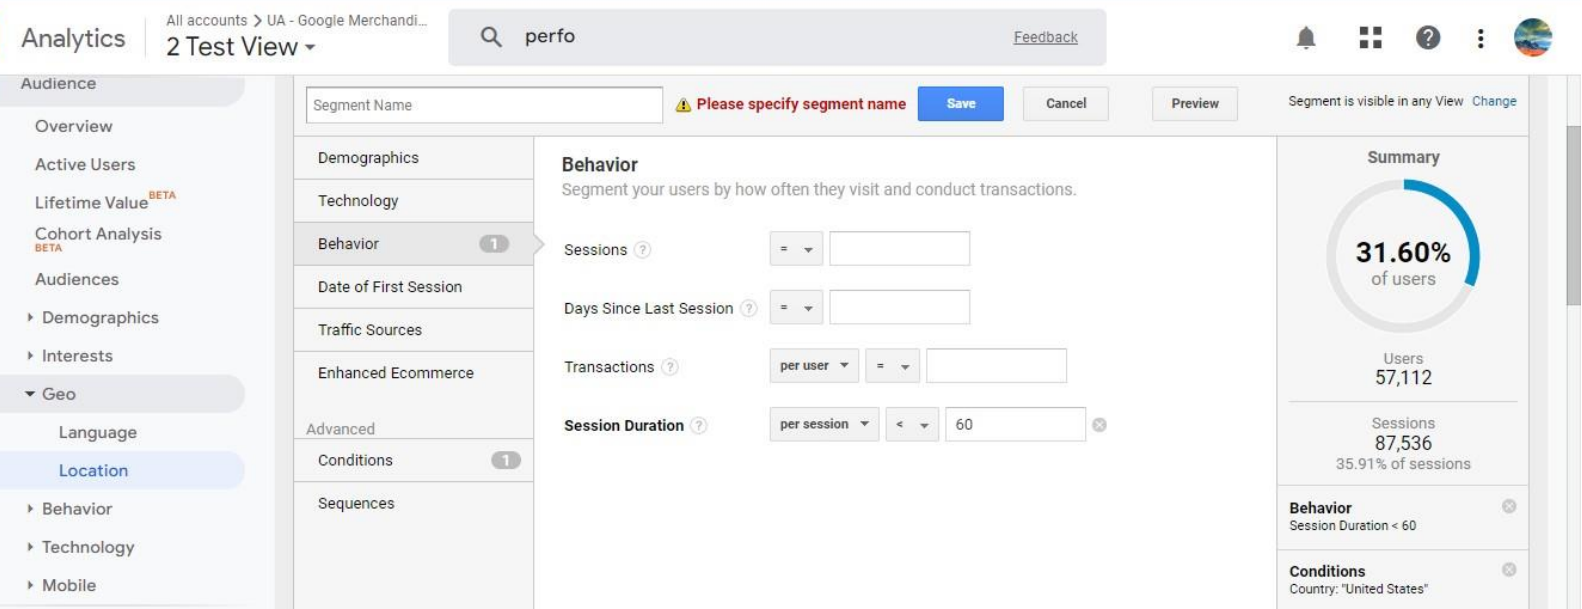 Analytics
All accounts > UA - Google Merchandi...
2 Test View
perfo
Feedback
?
Audience
Overview
Active Users
Lifetime Value BETA
Cohort Analysis
BETA
Audiences
Demographics
Interests
Geo
Language
Location
Behavior
Technology
Mobile
Segment Name
Please specify segment name
Save
Cancel
Preview
Segment is visible in any View Change
Demographics
Technology
Behavior 1
Date of First Session
Traffic Sources
Enhanced Ecommerce
Advanced
Conditions 1
Sequences
Behavior
Segment your users by how often they visit and conduct transactions.
Sessions ? =
Days Since Last Session ? =
Transactions ? per user =
Session Duration ? per session < 60
Summary
31.60%
of users
Users
57,112
Sessions
87,536
35.91% of sessions
Behavior
Session Duration < 60
Conditions
Country: "United States"